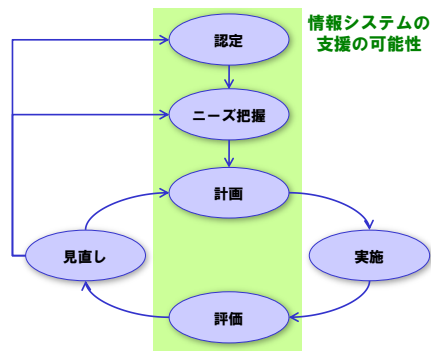 情報システムの
支援の可能性
認定
ニーズ把握
計画
見直し
実施
評価